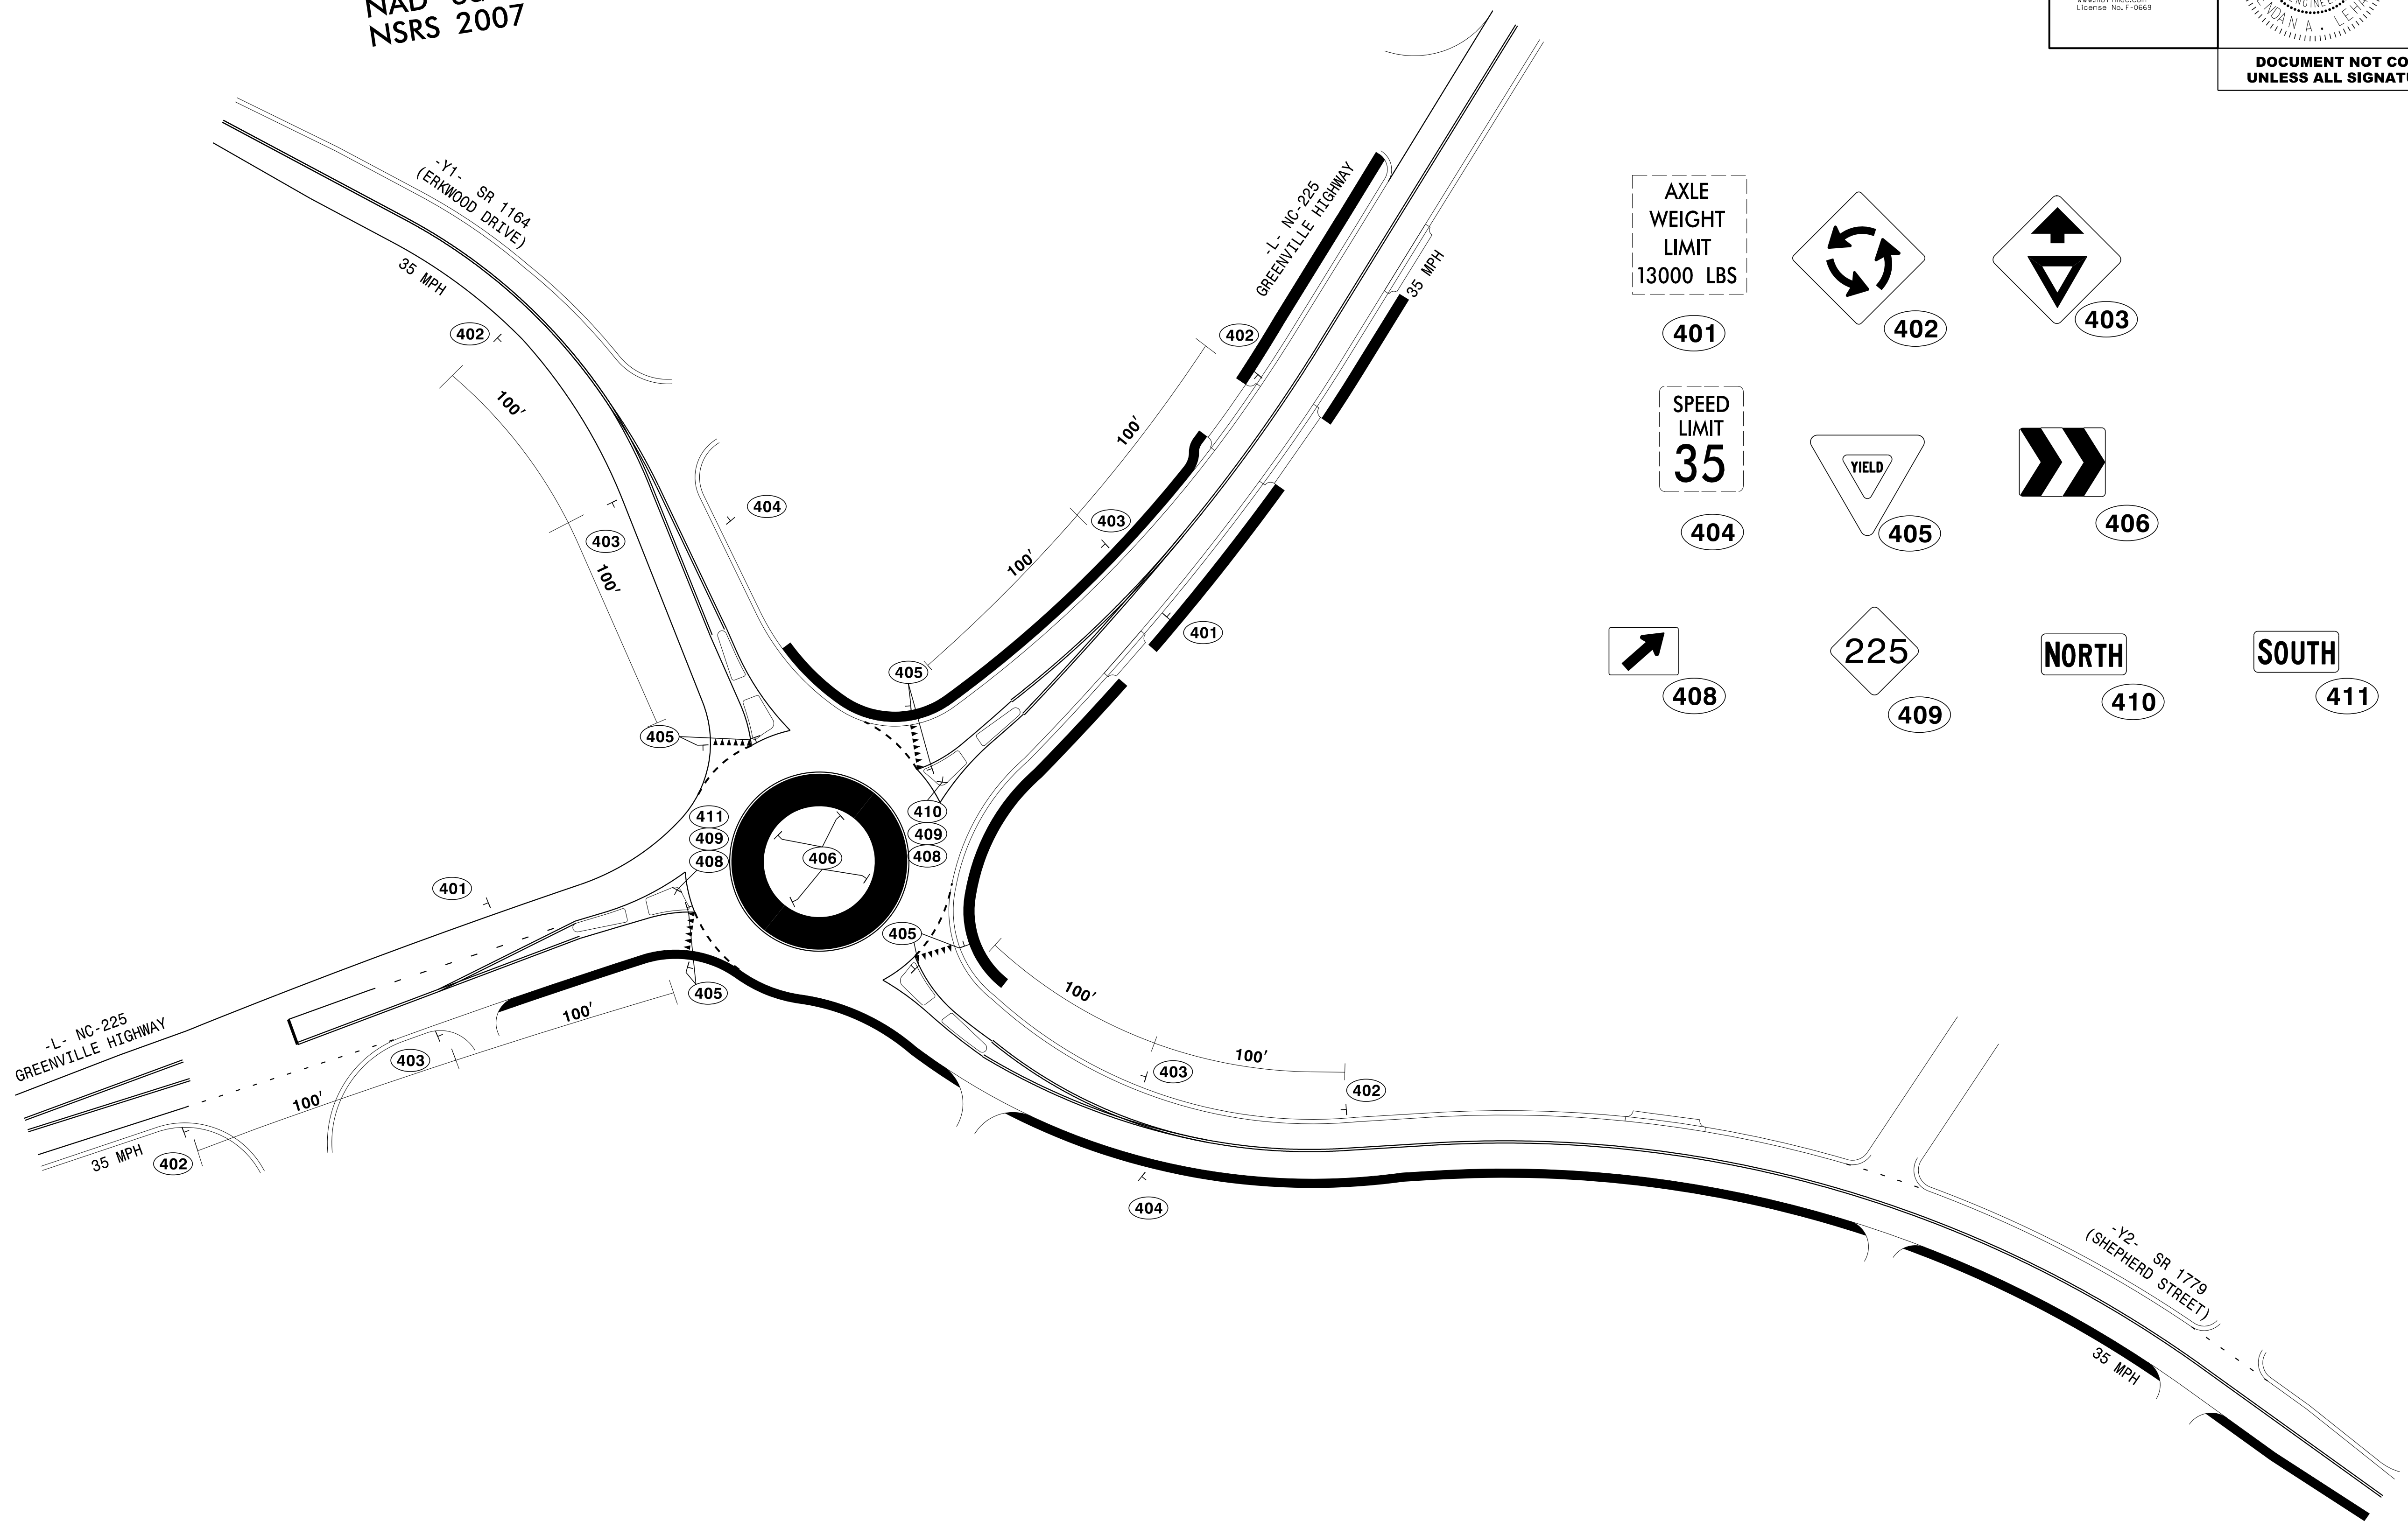 NSRS 2007
License No. F-0669
DOCUMENT NOT CO
UNLESS ALL SIGNAT
-Y1- SR 1164
(ERKWOOD DRIVE)
35 MPH
402
100'
403
100'
404
405
-L- NC-225
GREENVILLE HIGHWAY
35 MPH
402
100'
403
100'
401
405
411
409
408
410
409
408
406
401
405
405
-L- NC-225
GREENVILLE HIGHWAY
100'
403
100'
35 MPH
402
100'
403
100'
402
404
-Y2- SR 1779
(SHEPHERD STREET)
35 MPH
AXLE
WEIGHT
LIMIT
13000 LBS
401
402
403
SPEED
LIMIT
35
404
YIELD
405
406
408
225
409
NORTH
410
SOUTH
411